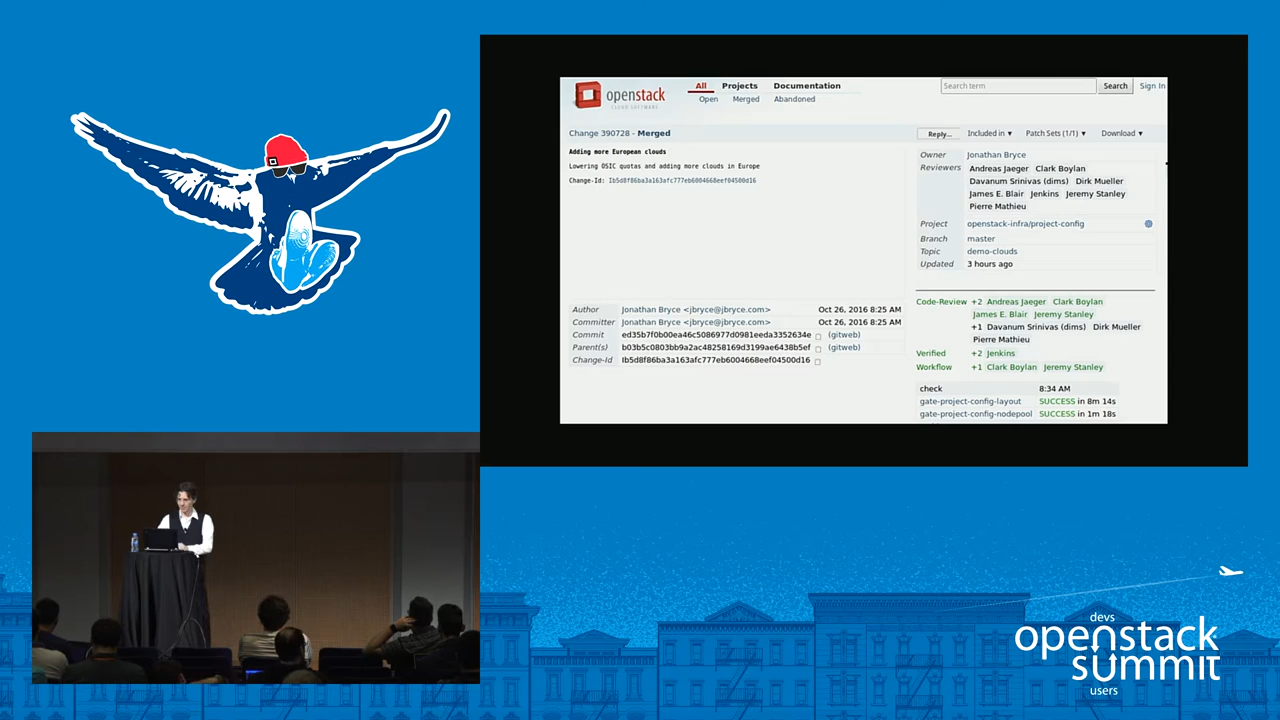 openstack
CLOUD SOFTWARE
All Projects Documentation
Open Merged Abandoned
Search term
Search
Sign In
Change 390728 - Merged
Reply...
Included in ▼
Patch Sets (1/1) ▼
Download ▼
Adding more European clouds
Lowering OSIC quotas and adding more clouds in Europe
Change-Id: Ib5d8f86ba3a163afc777eb6004668eef04500d16
Owner Jonathan Bryce
Reviewers Andreas Jaeger Clark Boylan
Davanum Srinivas (dims) Dirk Mueller
James E. Blair Jenkins Jeremy Stanley
Pierre Mathieu
Project openstack-infra/project-config
Branch master
Topic demo-clouds
Updated 3 hours ago
Author Jonathan Bryce <jbryce@jbryce.com> Oct 26, 2016 8:25 AM
Committer Jonathan Bryce <jbryce@jbryce.com> Oct 26, 2016 8:25 AM
Commit ed35b7f0b00ea46c5086977d0981eeda3352634e (gitweb)
Parent(s) b03b5c0803bb9a2ac48258169d3199ae6438b5ef (gitweb)
Change-Id Ib5d8f86ba3a163afc777eb6004668eef04500d16
Code-Review +2 Andreas Jaeger Clark Boylan
James E. Blair Jeremy Stanley
+1 Davanum Srinivas (dims) Dirk Mueller
Pierre Mathieu
Verified +2 Jenkins
Workflow +1 Clark Boylan Jeremy Stanley
check 8:34 AM
gate-project-config-layout SUCCESS in 8m 14s
gate-project-config-nodepool SUCCESS in 1m 18s
devs
openstack
summit
users